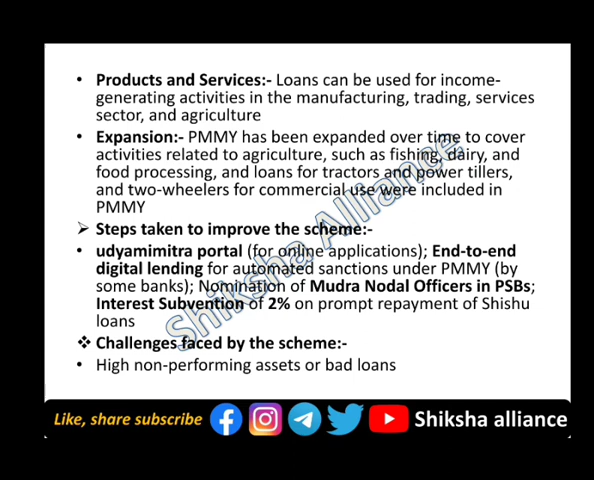 • Products and Services:- Loans can be used for income-
generating activities in the manufacturing, trading, services
sector, and agriculture
• Expansion:- PMMY has been expanded over time to cover
activities related to agriculture, such as fishing, dairy, and
food processing, and loans for tractors and power tillers,
and two-wheelers for commercial use were included in
PMMY
➢ Steps taken to improve the scheme:-
• udyamimitra portal (for online applications); End-to-end
digital lending for automated sanctions under PMMY (by
some banks); Nomination of Mudra Nodal Officers in PSBs;
Interest Subvention of 2% on prompt repayment of Shishu
loans
❖ Challenges faced by the scheme:-
• High non-performing assets or bad loans
Shiksha Alliance
Like, share subscribe Shiksha alliance